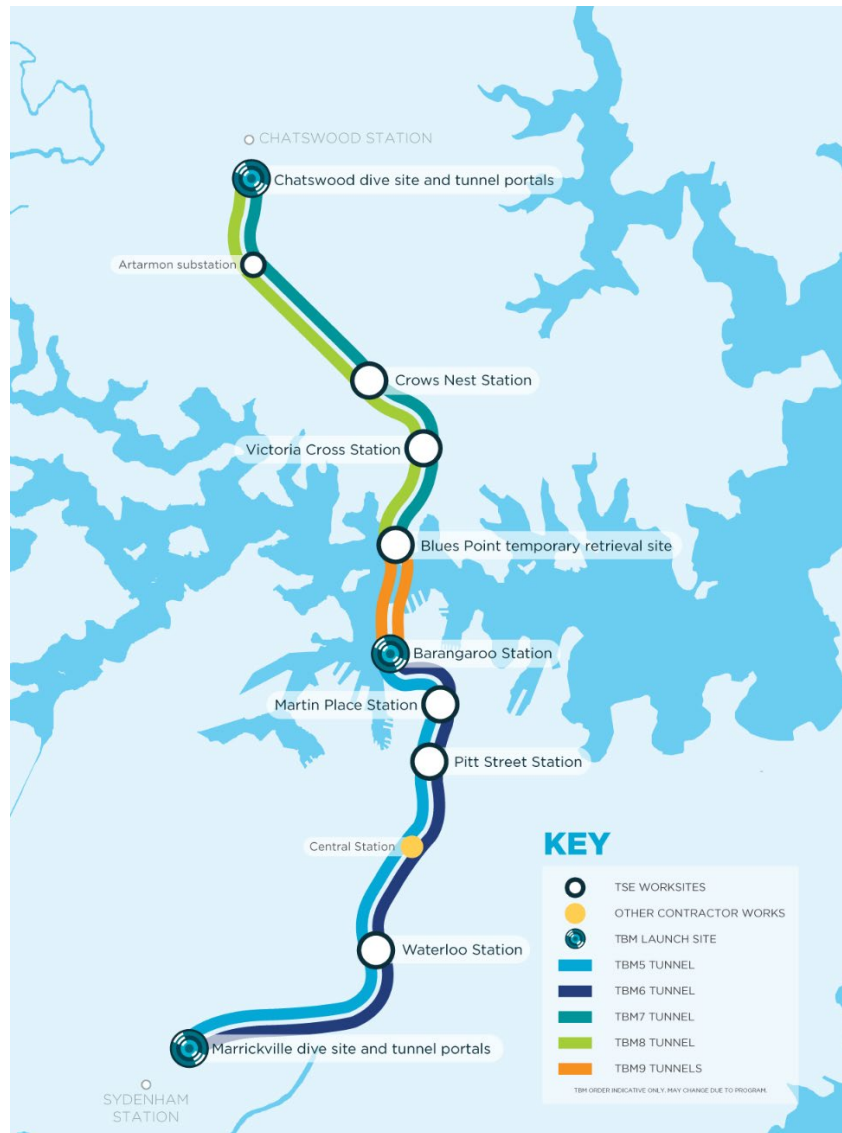 CHATSWOOD STATION
Chatswood dive site and tunnel portals
Artarmon substation
Crows Nest Station
Victoria Cross Station
Blues Point temporary retrieval site
Barangaroo Station
Martin Place Station
Pitt Street Station
Central Station
Waterloo Station
Marrickville dive site and tunnel portals
SYDENHAM
STATION
KEY
TSE WORKSITES
OTHER CONTRACTOR WORKS
TBM LAUNCH SITE
TBM5 TUNNEL
TBM6 TUNNEL
TBM7 TUNNEL
TBM8 TUNNEL
TBM9 TUNNELS
TBM ORDER INDICATIVE ONLY. MAY CHANGE DUE TO PROGRAM.